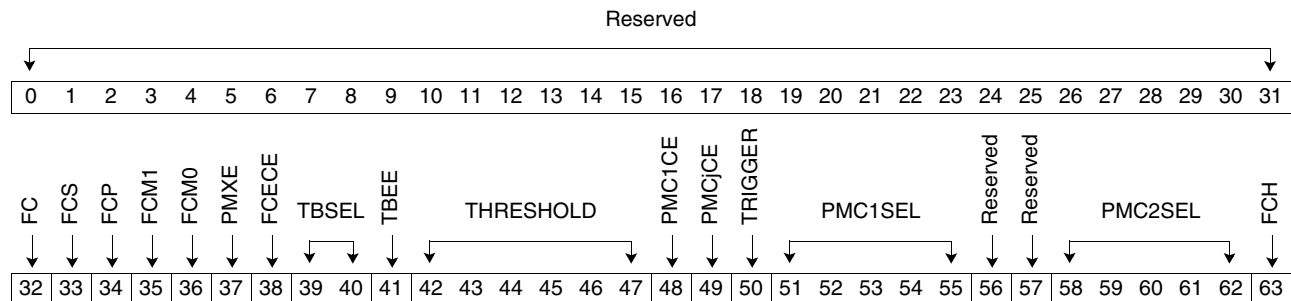 Reserved
0 1 2 3 4 5 6 7 8 9 10 11 12 13 14 15 16 17 18 19 20 21 22 23 24 25 26 27 28 29 30 31
FC FCS FCP FCM1 FCM0 PMXE FCECE TBSEL TBEE THRESHOLD PMC1CE PMCjCE TRIGGER PMC1SEL Reserved Reserved PMC2SEL FCH
32 33 34 35 36 37 38 39 40 41 42 43 44 45 46 47 48 49 50 51 52 53 54 55 56 57 58 59 60 61 62 63